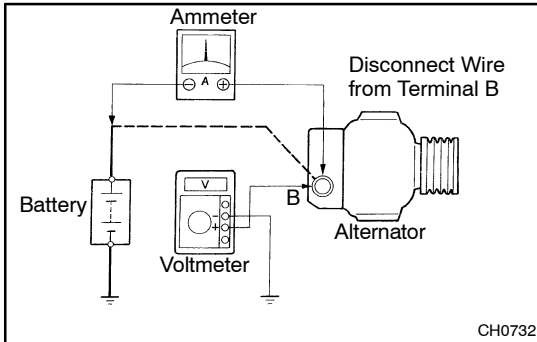 Ammeter
Disconnect Wire
from Terminal B
− A +
V
Battery
−
+
B
Voltmeter
Alternator
CH0732